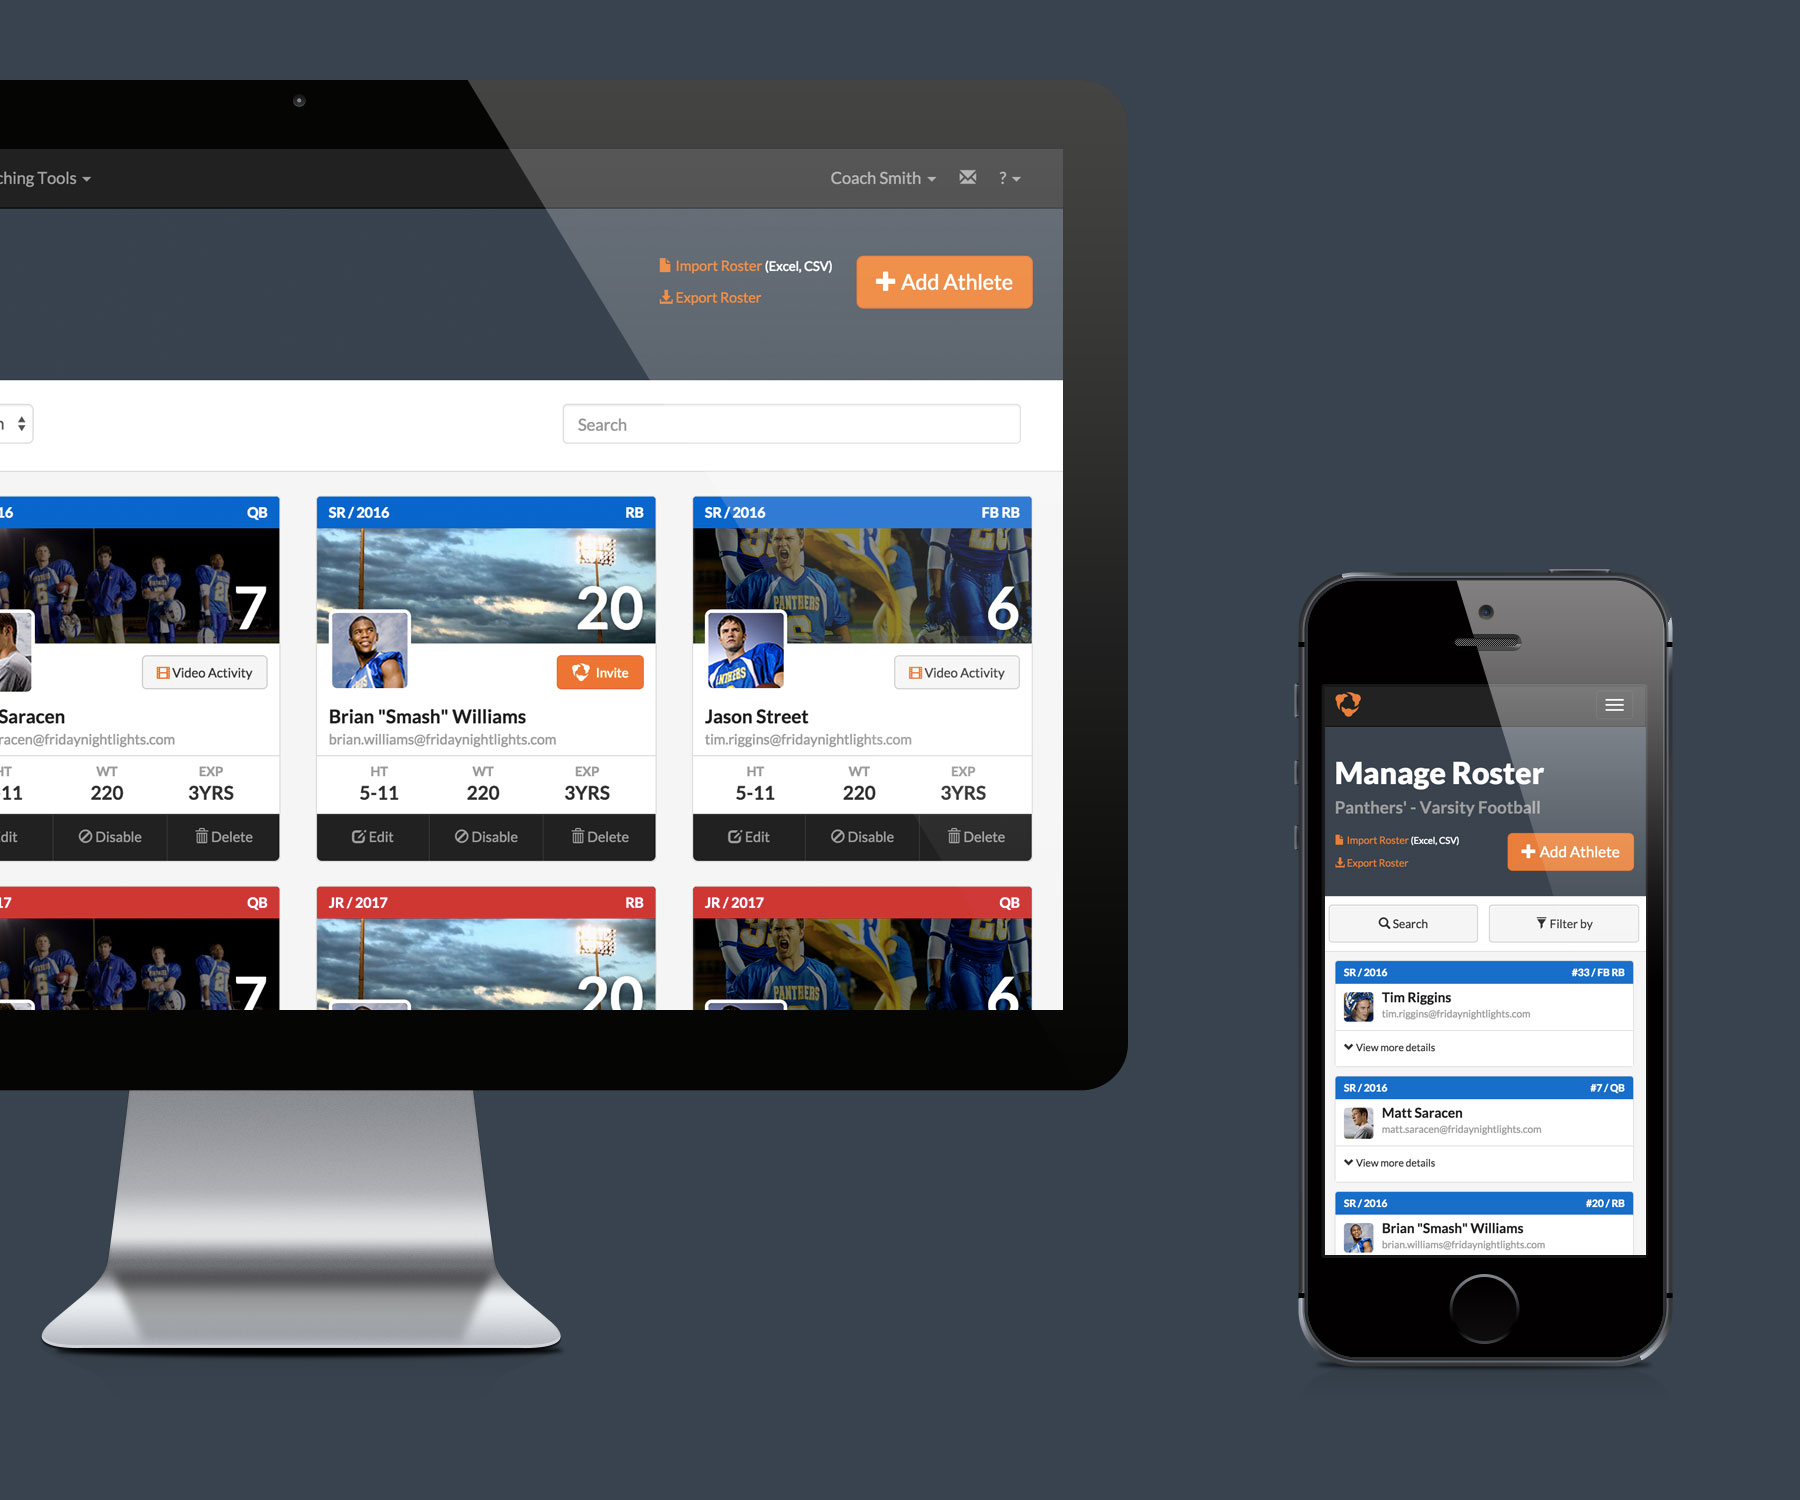 ching Tools
Coach Smith
?
Import Roster (Excel, CSV)
Export Roster
Add Athlete
Search
16 QB
7
Video Activity
Saracen
racen@fridaynightlights.com
HT WT EXP
-11 220 3YRS
dit Disable Delete
SR / 2016 RB
20
Invite
Brian "Smash" Williams
brian.williams@fridaynightlights.com
HT WT EXP
5-11 220 3YRS
Edit Disable Delete
SR / 2016 FB RB
PANTHERS
6
Video Activity
Jason Street
tim.riggins@fridaynightlights.com
HT WT EXP
5-11 220 3YRS
Edit Disable Delete
17 QB
7
JR / 2017 RB
20
JR / 2017 QB
PANTHERS
6
Manage Roster
Panthers' - Varsity Football
Import Roster (Excel, CSV)
Export Roster
Add Athlete
Search
Filter by
SR / 2016 #33 / FB RB
Tim Riggins
tim.riggins@fridaynightlights.com
View more details
SR / 2016 #7 / QB
Matt Saracen
matt.saracen@fridaynightlights.com
View more details
SR / 2016 #20 / RB
Brian "Smash" Williams
brian.williams@fridaynightlights.com